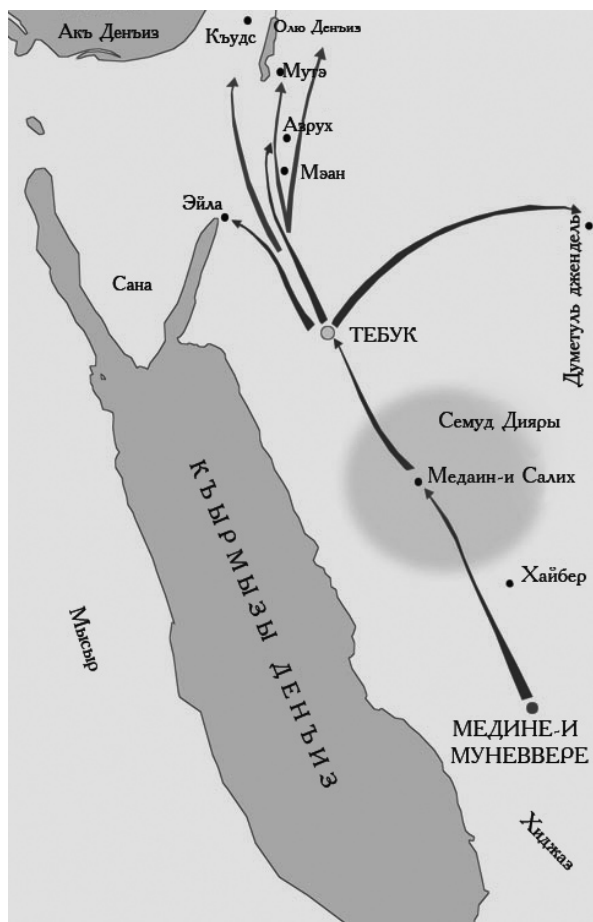 Акъ Денъиз
Къудс
Олю Денъиз
Мутэ
Азрух
Мэан
Эйла
Сана
ТЕБУК
Думетуль джендель
Семуд Дияры
Медаин-и Салих
Хайбер
КЪЫРМЫЗЫ ДЕНЪИЗ
Мысыр
МЕДИНЕ-И
МУНЕВВЕРЕ
Хиджаз